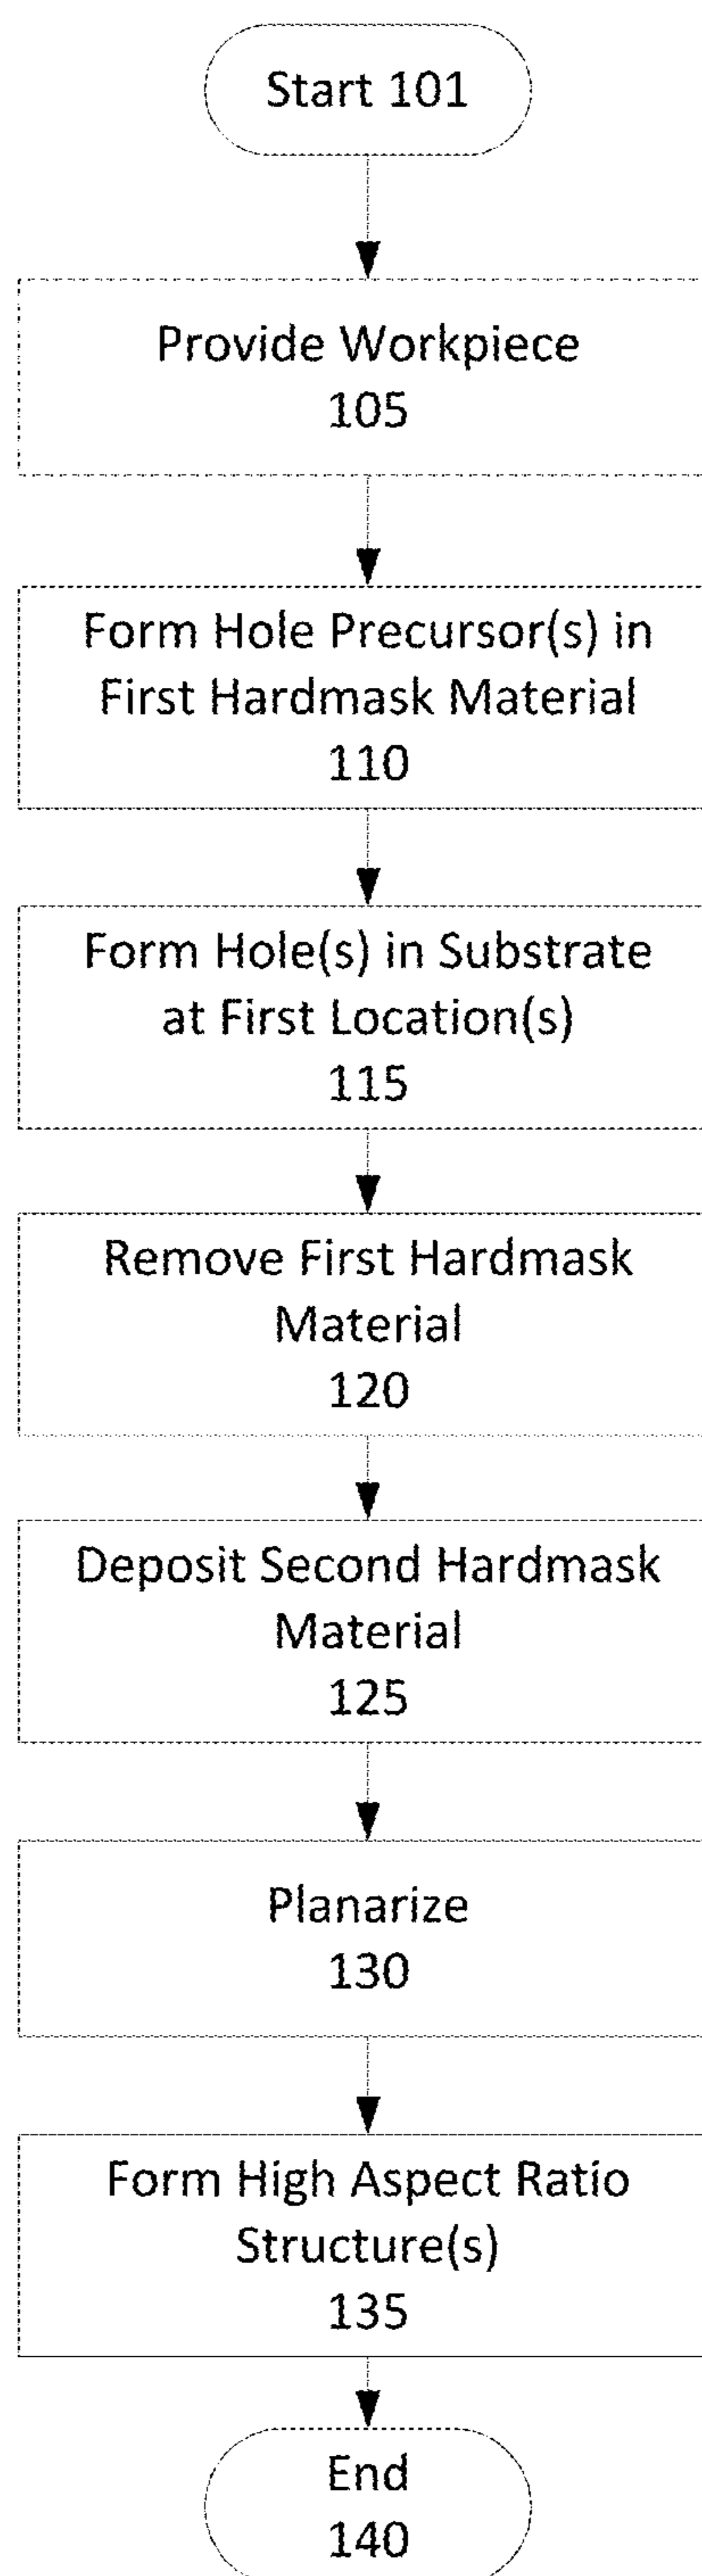 Start 101
Provide Workpiece
105
Form Hole Precursor(s) in
First Hardmask Material
110
Form Hole(s) in Substrate
at First Location(s)
115
Remove First Hardmask
Material
120
Deposit Second Hardmask
Material
125
Planarize
130
Form High Aspect Ratio
Structure(s)
135
End
140